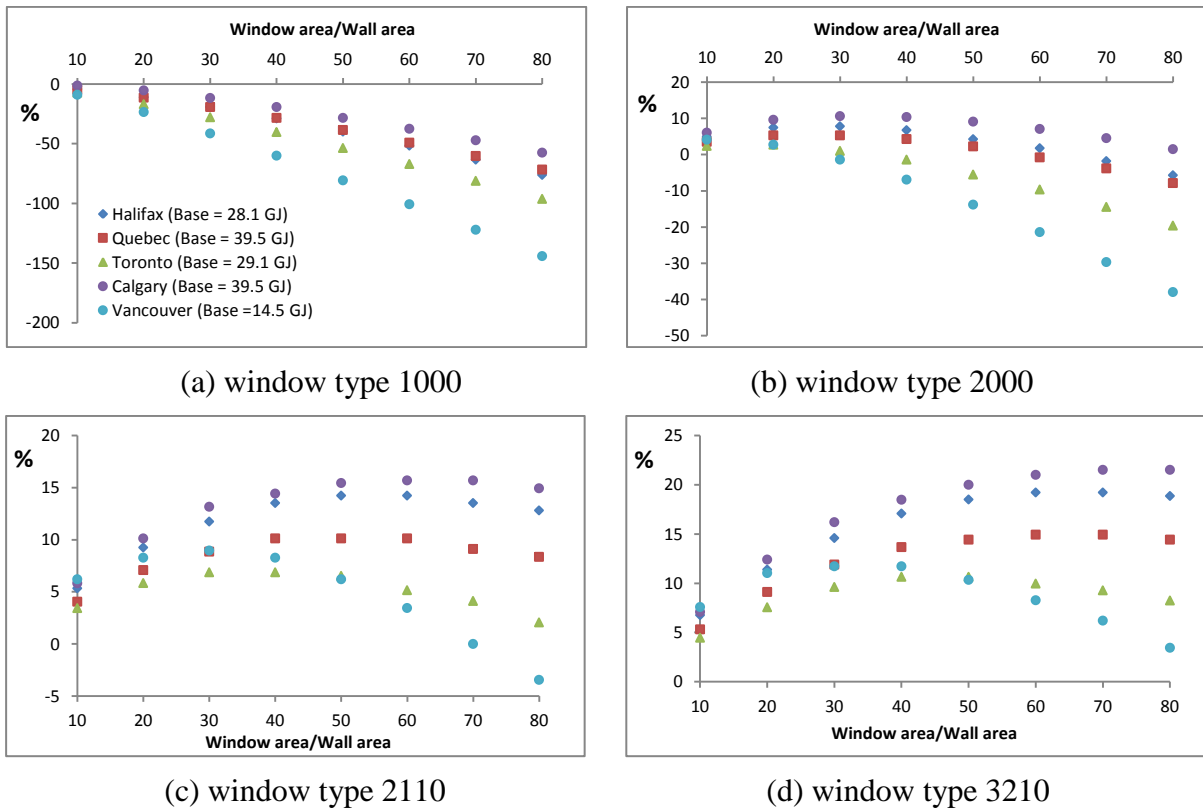 Window area/Wall area
10 20 30 40 50 60 70 80
0
%
-50
-100
-150
-200
Halifax (Base = 28.1 GJ)
Quebec (Base = 39.5 GJ)
Toronto (Base = 29.1 GJ)
Calgary (Base = 39.5 GJ)
Vancouver (Base =14.5 GJ)
(a) window type 1000
Window area/Wall area
10 20 30 40 50 60 70 80
20
%
10
0
-10
-20
-30
-40
-50
(b) window type 2000
20
%
15
10
5
0
-5
10 20 30 40 50 60 70 80
Window area/Wall area
(c) window type 2110
25
%
20
15
10
5
0
10 20 30 40 50 60 70 80
Window area/Wall area
(d) window type 3210